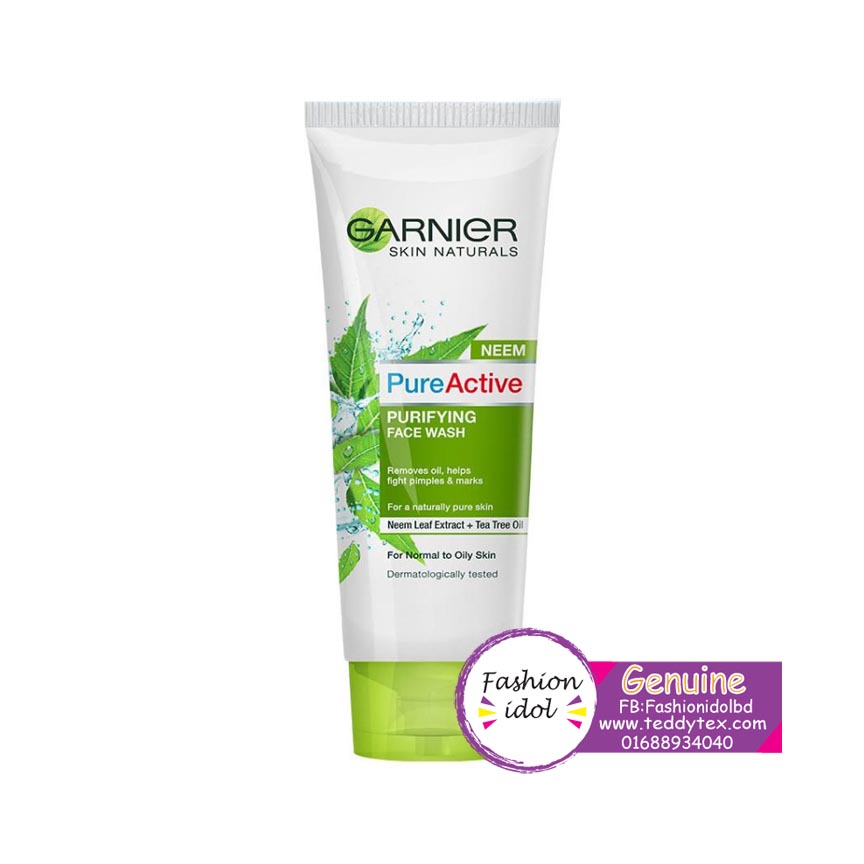 GARNIER
SKIN NATURALS
NEEM
PureActive
PURIFYING
FACE WASH
Removes oil, helps
fight pimples & marks
For a naturally pure skin
Neem Leaf Extract + Tea Tree Oil
For Normal to Oily Skin
Dermatologically tested
Fashion
idol
Genuine
FB:Fashionidolbd
www.teddytex.com
01688934040